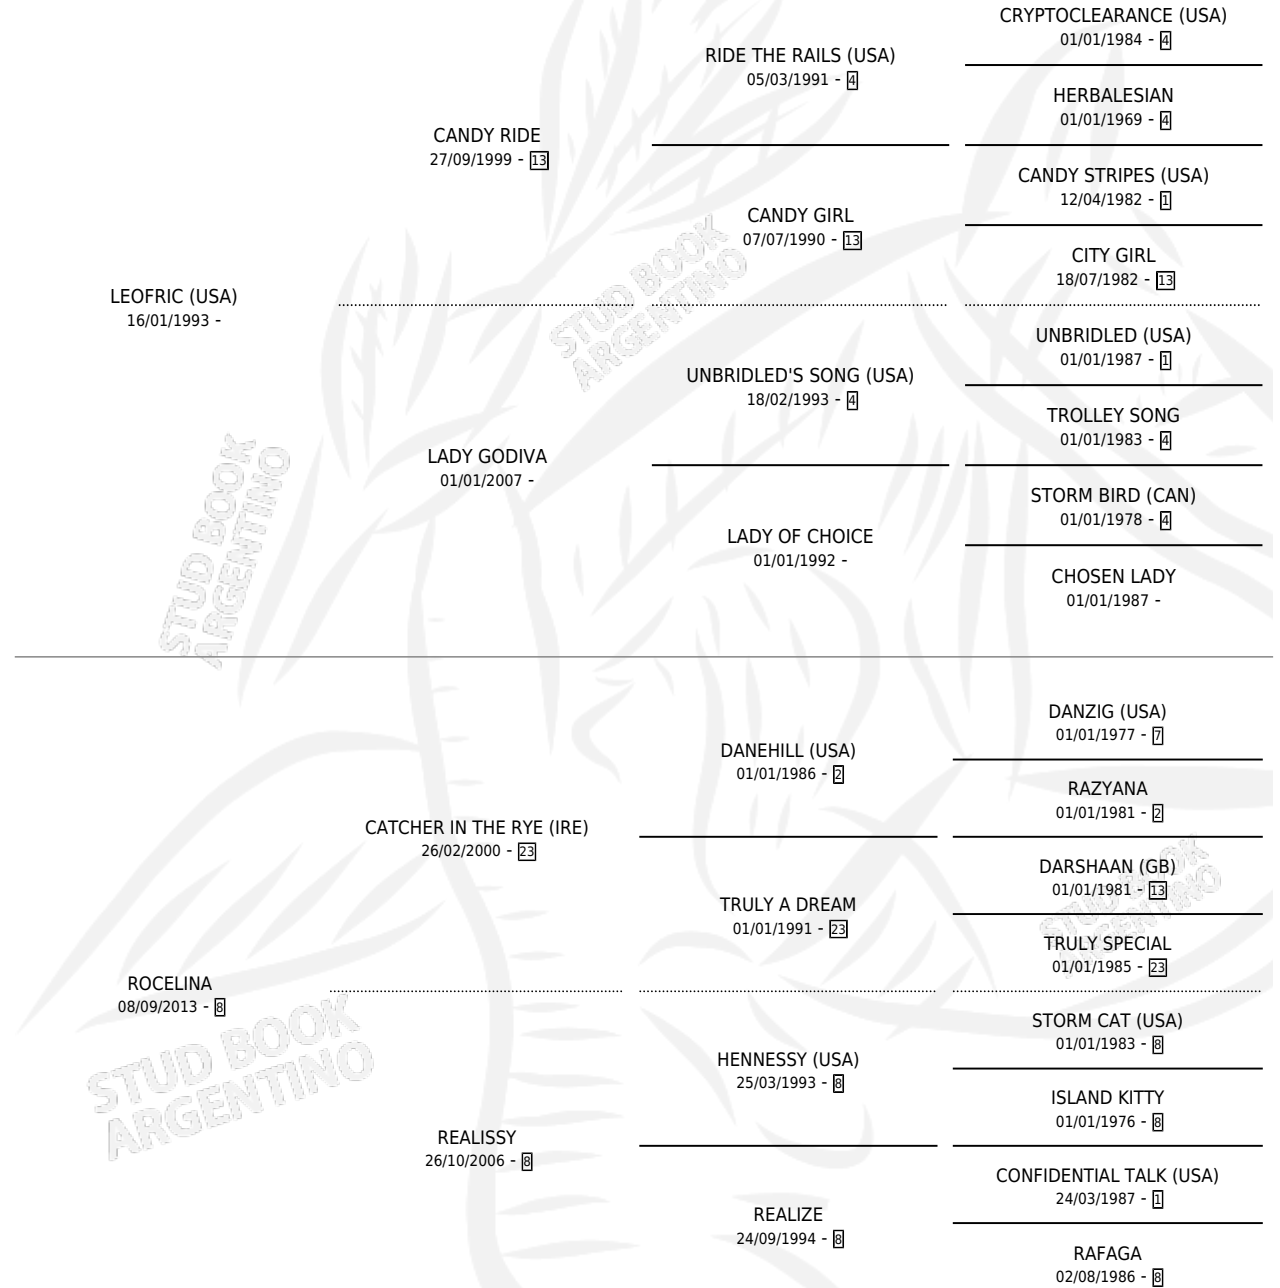 CRYPTOCLEARANCE (USA)
01/01/1984 - 4
RIDE THE RAILS (USA)
05/03/1991 - 4
HERBALESIAN
01/01/1969 - 4
CANDY RIDE
27/09/1999 - 13
CANDY STRIPES (USA)
12/04/1982 - 1
CANDY GIRL
07/07/1990 - 13
CITY GIRL
18/07/1982 - 13
LEOFRIC (USA)
16/01/1993 -
UNBRIDLED (USA)
01/01/1987 - 1
UNBRIDLED'S SONG (USA)
18/02/1993 - 4
TROLLEY SONG
01/01/1983 - 4
LADY GODIVA
01/01/2007 -
STORM BIRD (CAN)
01/01/1978 - 4
LADY OF CHOICE
01/01/1992 -
CHOSEN LADY
01/01/1987 -
DANZIG (USA)
01/01/1977 - 7
DANEHILL (USA)
01/01/1986 - 2
RAZYANA
01/01/1981 - 2
CATCHER IN THE RYE (IRE)
26/02/2000 - 23
DARSHAAN (GB)
01/01/1981 - 13
TRULY A DREAM
01/01/1991 - 23
TRULY SPECIAL
01/01/1985 - 23
ROCELINA
08/09/2013 - 8
STORM CAT (USA)
01/01/1983 - 8
HENNESSY (USA)
25/03/1993 - 8
ISLAND KITTY
01/01/1976 - 8
REALISSY
26/10/2006 - 8
CONFIDENTIAL TALK (USA)
24/03/1987 - 1
REALIZE
24/09/1994 - 8
RAFAGA
02/08/1986 - 8
STUD BOOK
ARGENTINO
STUD BOOK
ARGENTINO
STUD BOOK
ARGENTINO
STUD BOOK
ARGENTINO